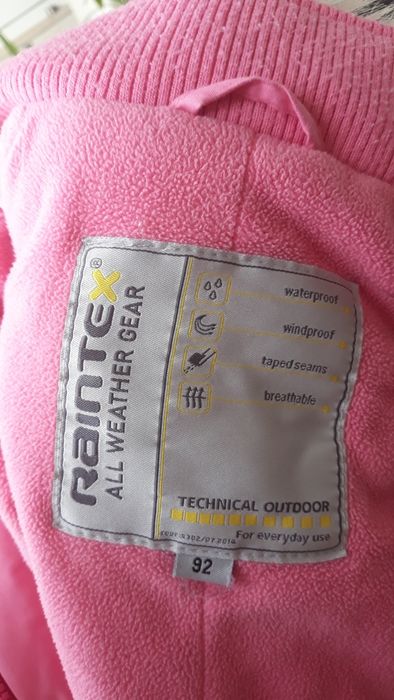 RAINTEX®
ALL WEATHER GEAR
waterproof
windproof
taped seams
breathable
TECHNICAL OUTDOOR
For everyday use
92